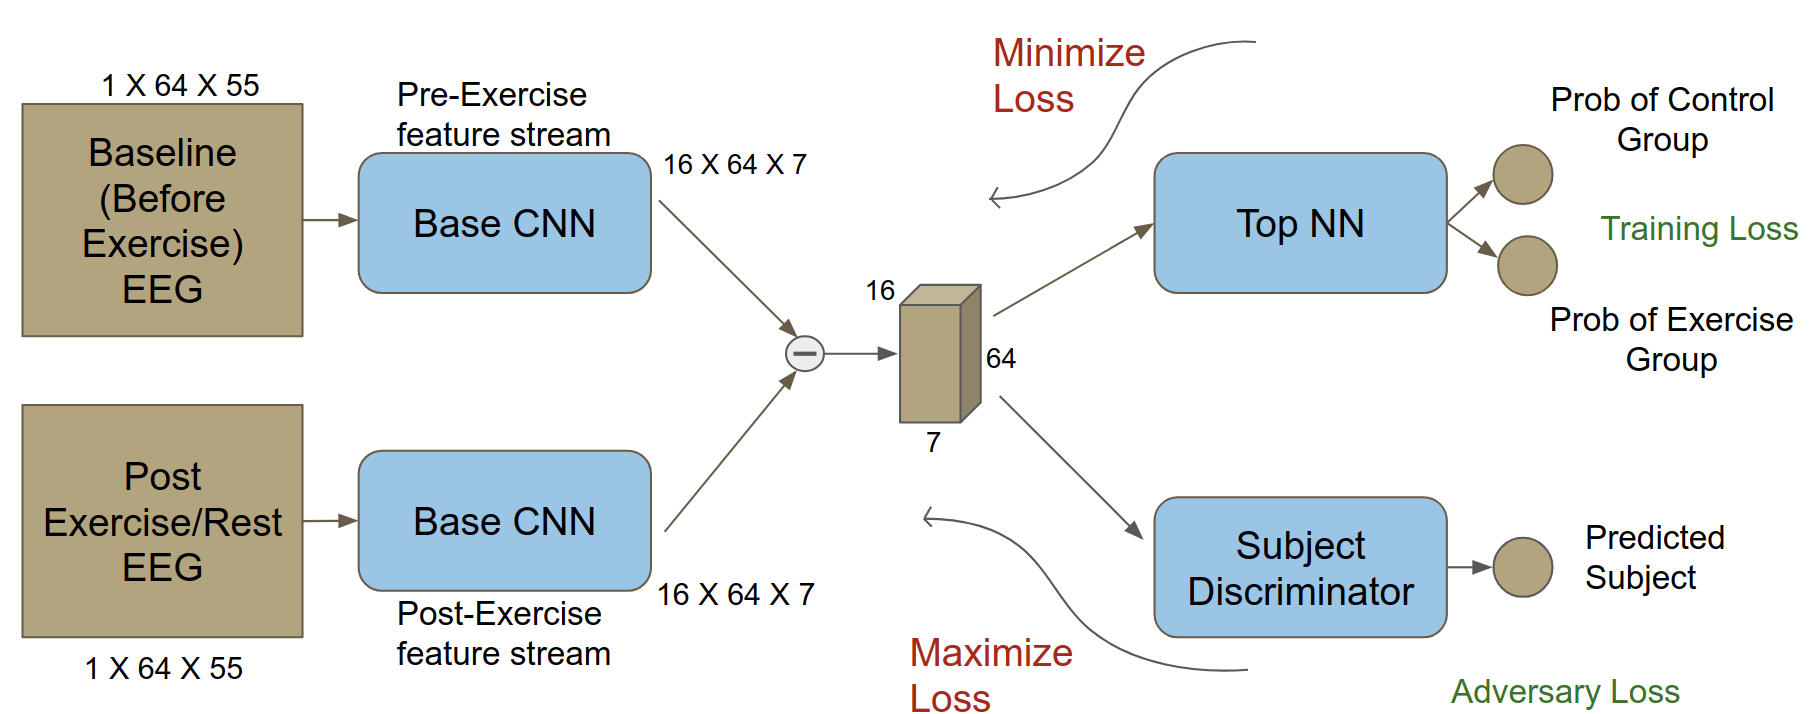 1 X 64 X 55
Baseline
(Before
Exercise)
EEG
Pre-Exercise
feature stream
Base CNN
16 X 64 X 7
Post
Exercise/Rest
EEG
1 X 64 X 55
Base CNN
Post-Exercise
feature stream
16 X 64 X 7
16
64
7
Minimize
Loss
Top NN
Prob of Control
Group
Training Loss
Prob of Exercise
Group
Maximize
Loss
Subject
Discriminator
Predicted
Subject
Adversary Loss